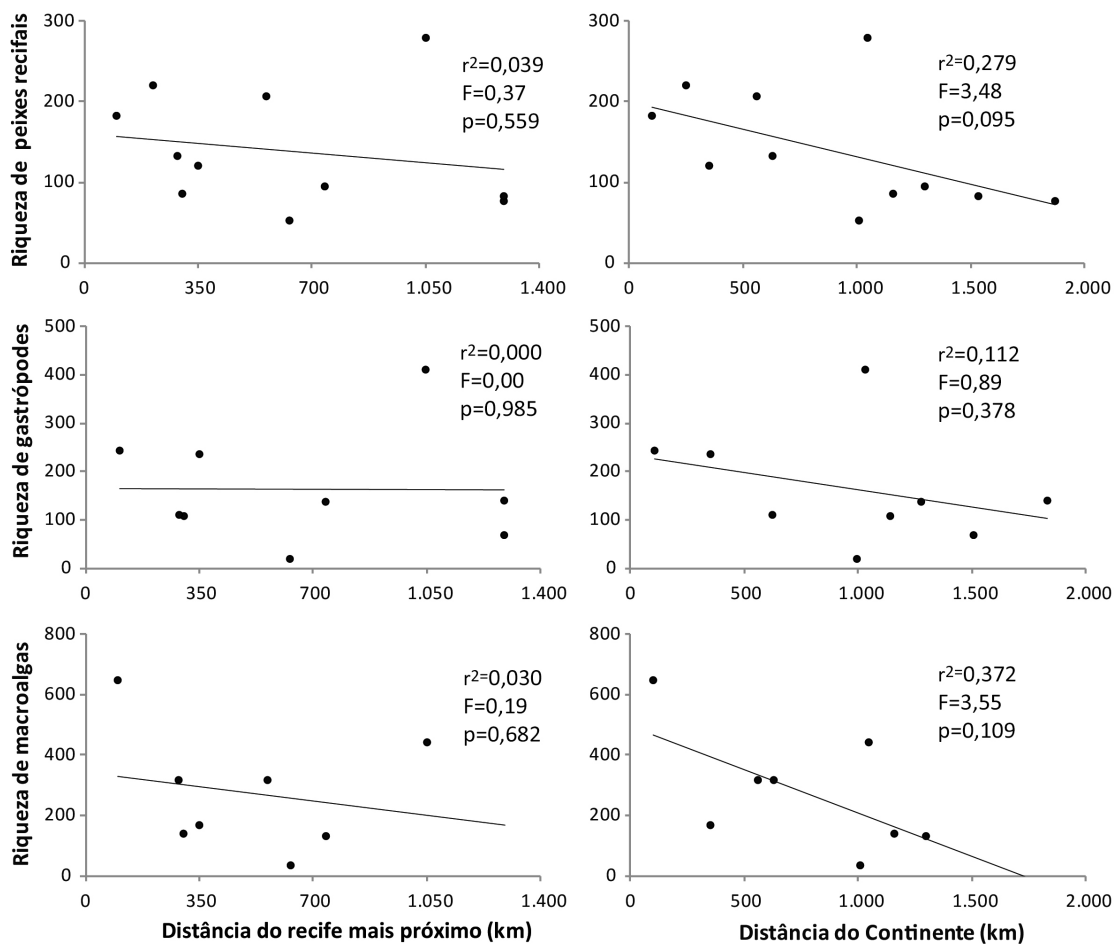 Riqueza de peixes recifais
300
200
100
0
r²=0,039
F=0,37
p=0,559
0 350 700 1.050 1.400
300
200
100
0
r²=0,279
F=3,48
p=0,095
0 500 1.000 1.500 2.000
Riqueza de gastrópodes
500
400
300
200
100
0
r²=0,000
F=0,00
p=0,985
0 350 700 1.050 1.400
500
400
300
200
100
0
r²=0,112
F=0,89
p=0,378
0 500 1.000 1.500 2.000
Riqueza de macroalgas
800
600
400
200
0
r²=0,030
F=0,19
p=0,682
0 350 700 1.050 1.400
Distância do recife mais próximo (km)
800
600
400
200
0
r²=0,372
F=3,55
p=0,109
0 500 1.000 1.500 2.000
Distância do Continente (km)